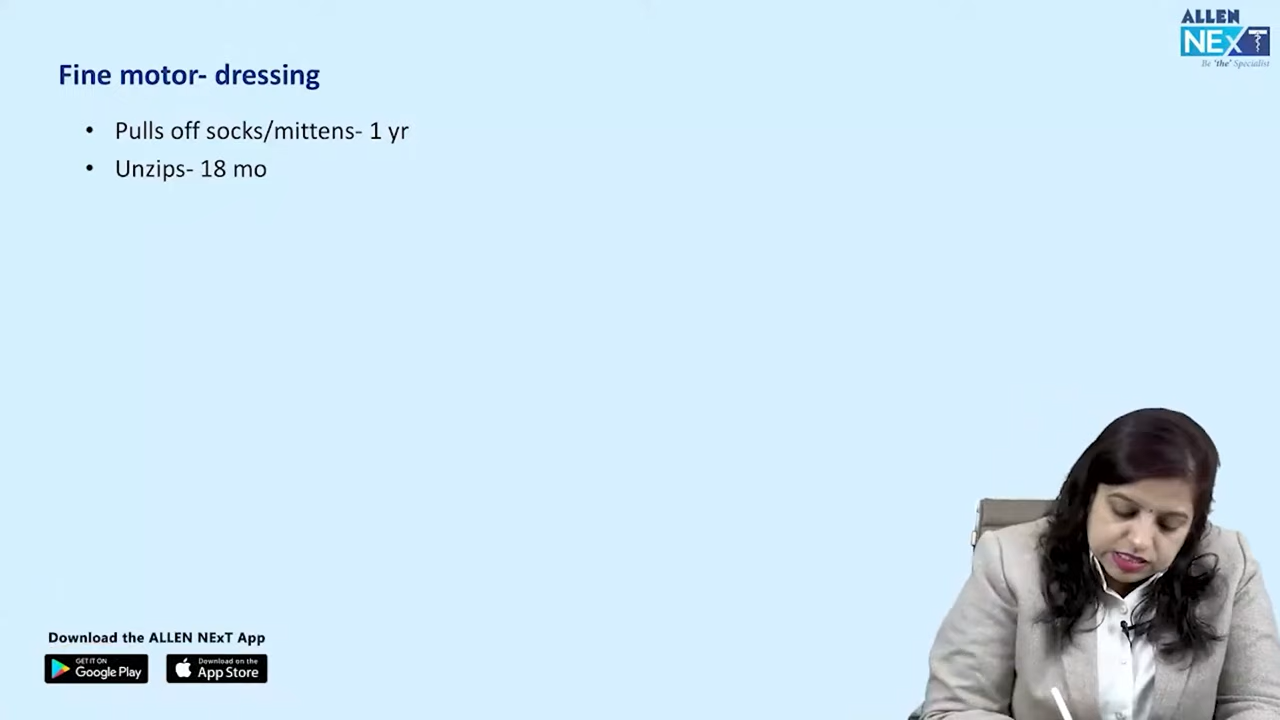 ALLEN
NExT
Be 'the' Specialist
Fine motor- dressing
• Pulls off socks/mittens- 1 yr
• Unzips- 18 mo
Download the ALLEN NExT App
GET IT ON
Google Play
Download on the
App Store